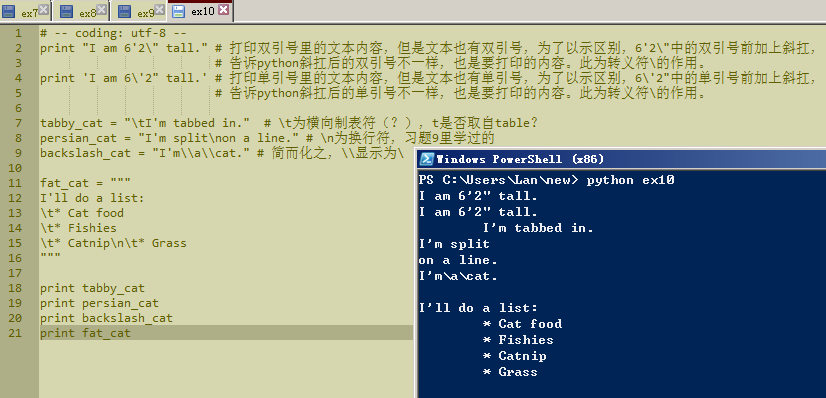 ex7 ex8 ex9 ex10
1 # -- coding: utf-8 --
2 print "I am 6'2\" tall." # 打印双引号里的文本内容，但是文本也有双引号，为了以示区别，6'2\"中的双引号前加上斜扛，
3 # 告诉python斜扛后的双引号不一样，也是要打印的内容。此为转义符\的作用。
4 print 'I am 6\'2" tall.' # 打印单引号里的文本内容，但是文本也有单引号，为了以示区别，6\'2"中的单引号前加上斜扛，
5 # 告诉python斜扛后的单引号不一样，也是要打印的内容。此为转义符\的作用。
6
7 tabby_cat = "\tI'm tabbed in." # \t为横向制表符（？），t是否取自table？
8 persian_cat = "I'm split\non a line." # \n为换行符，习题9里学过的
9 backslash_cat = "I'm\\a\\cat." # 简而化之，\\显示为\
10
11 fat_cat = """
12 I'll do a list:
13 \t* Cat food
14 \t* Fishies
15 \t* Catnip\n\t* Grass
16 """
17
18 print tabby_cat
19 print persian_cat
20 print backslash_cat
21 print fat_cat
Windows PowerShell (x86)
PS C:\Users\Lan\new> python ex10
I am 6'2" tall.
I am 6'2" tall.
I'm tabbed in.
I'm split
on a line.
I'm\a\cat.
I'll do a list:
* Cat food
* Fishies
* Catnip
* Grass